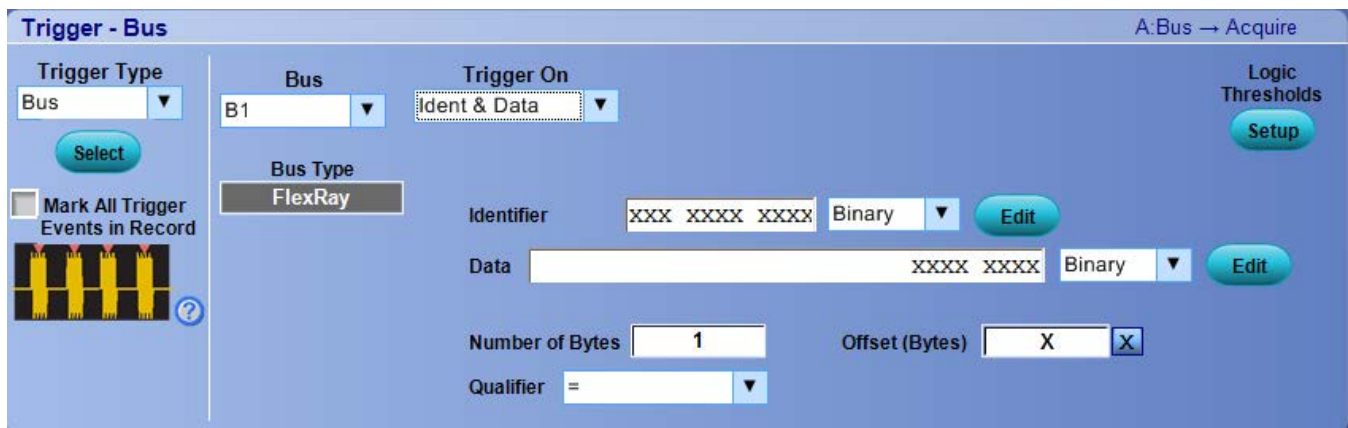 Trigger - Bus
A:Bus → Acquire
Trigger Type
Bus
Select
Mark All Trigger
Events in Record
?
Bus
B1
Bus Type
FlexRay
Trigger On
Ident & Data
Logic
Thresholds
Setup
Identifier XXX XXXX XXXX Binary Edit
Data XXXX XXXX Binary Edit
Number of Bytes 1 Offset (Bytes) X X
Qualifier =